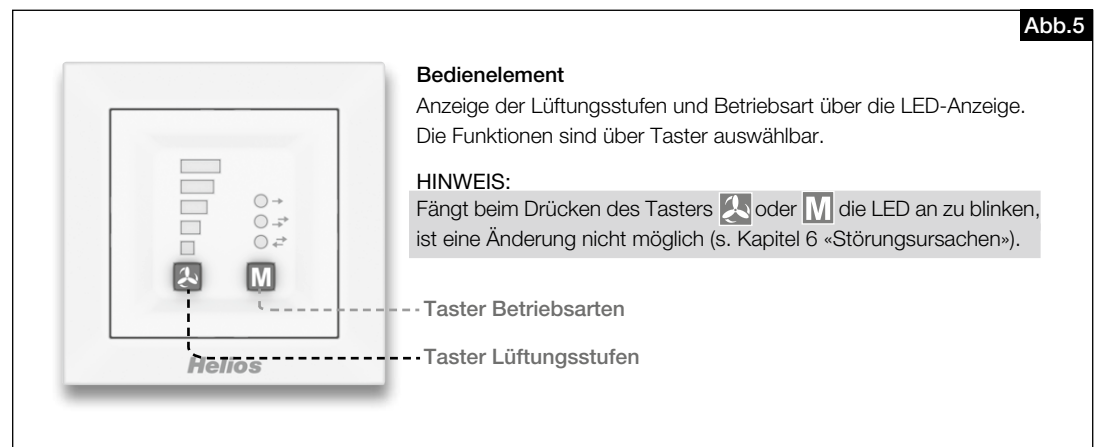 Abb.5
Bedienelement
Anzeige der Lüftungsstufen und Betriebsart über die LED-Anzeige.
Die Funktionen sind über Taster auswählbar.
HINWEIS:
Fängt beim Drücken des Tasters oder M die LED an zu blinken,
ist eine Änderung nicht möglich (s. Kapitel 6 «Störungsursachen»).
M
Taster Betriebsarten
Taster Lüftungsstufen
Helios